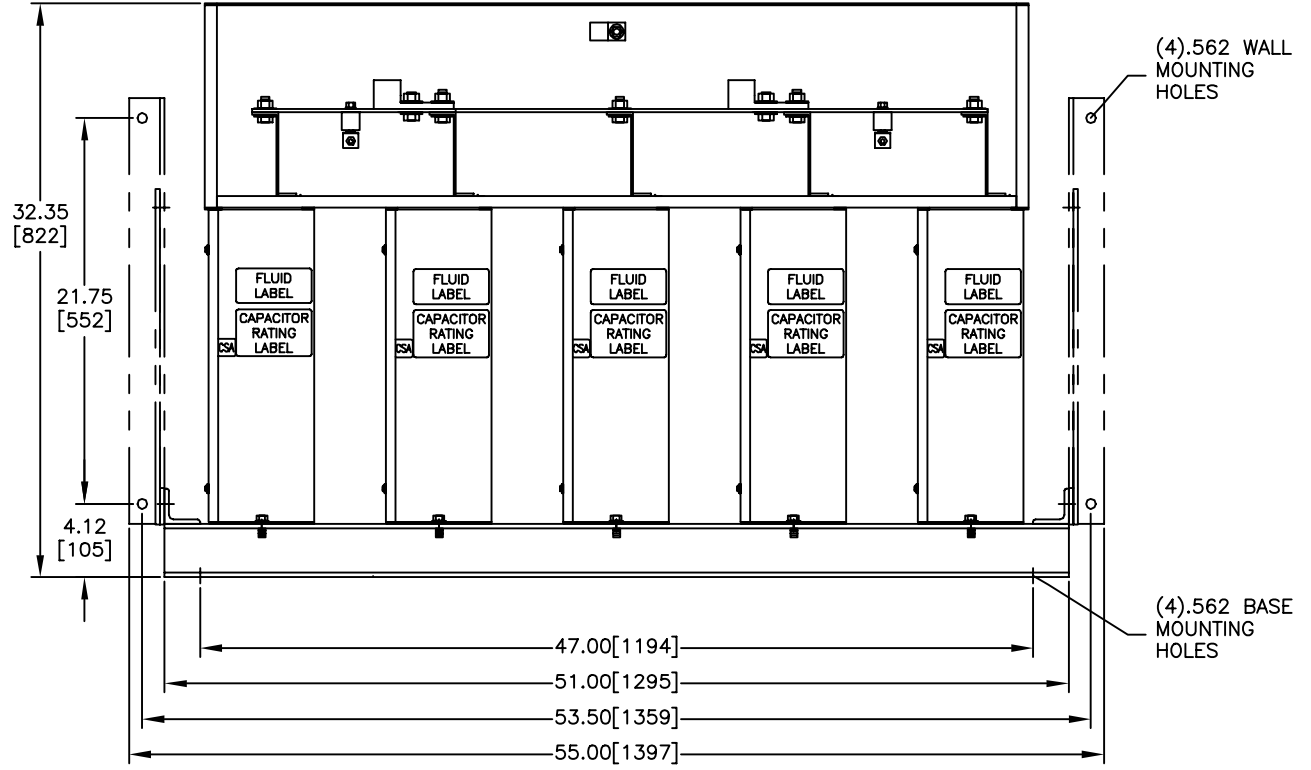 (4).562 WALL
MOUNTING
HOLES
32.35
[822]
21.75
[552]
4.12
[105]
FLUID
LABEL
CAPACITOR
RATING
LABEL
CSA
FLUID
LABEL
CAPACITOR
RATING
LABEL
CSA
FLUID
LABEL
CAPACITOR
RATING
LABEL
CSA
FLUID
LABEL
CAPACITOR
RATING
LABEL
CSA
FLUID
LABEL
CAPACITOR
RATING
LABEL
CSA
(4).562 BASE
MOUNTING
HOLES
47.00[1194]
51.00[1295]
53.50[1359]
55.00[1397]